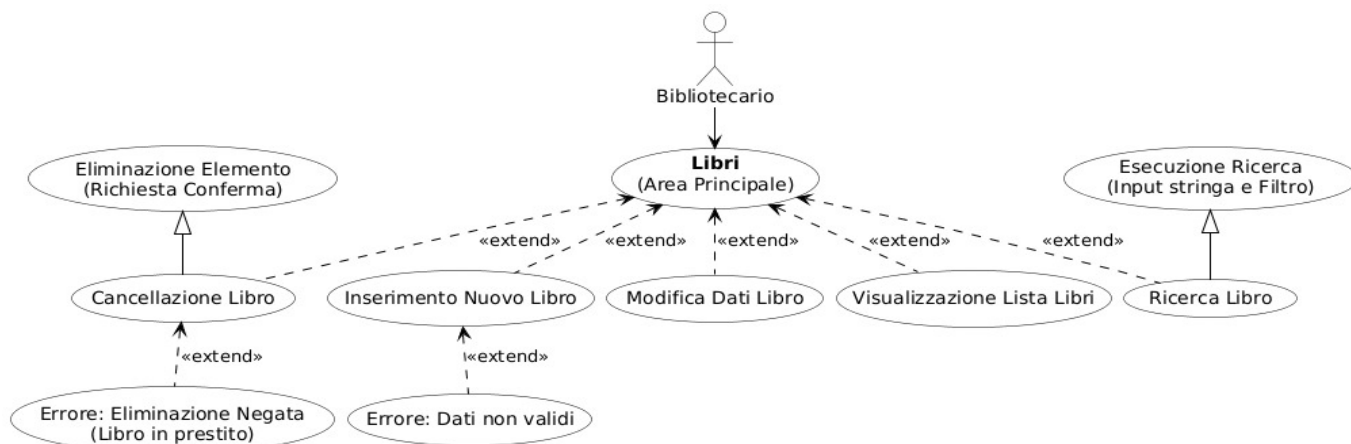 Bibliotecario
Libri
(Area Principale)
Eliminazione Elemento
(Richiesta Conferma)
Esecuzione Ricerca
(Input stringa e Filtro)
«extend»
«extend»
«extend»
«extend»
«extend»
Cancellazione Libro
Inserimento Nuovo Libro
Modifica Dati Libro
Visualizzazione Lista Libri
Ricerca Libro
«extend»
«extend»
Errore: Eliminazione Negata
(Libro in prestito)
Errore: Dati non validi